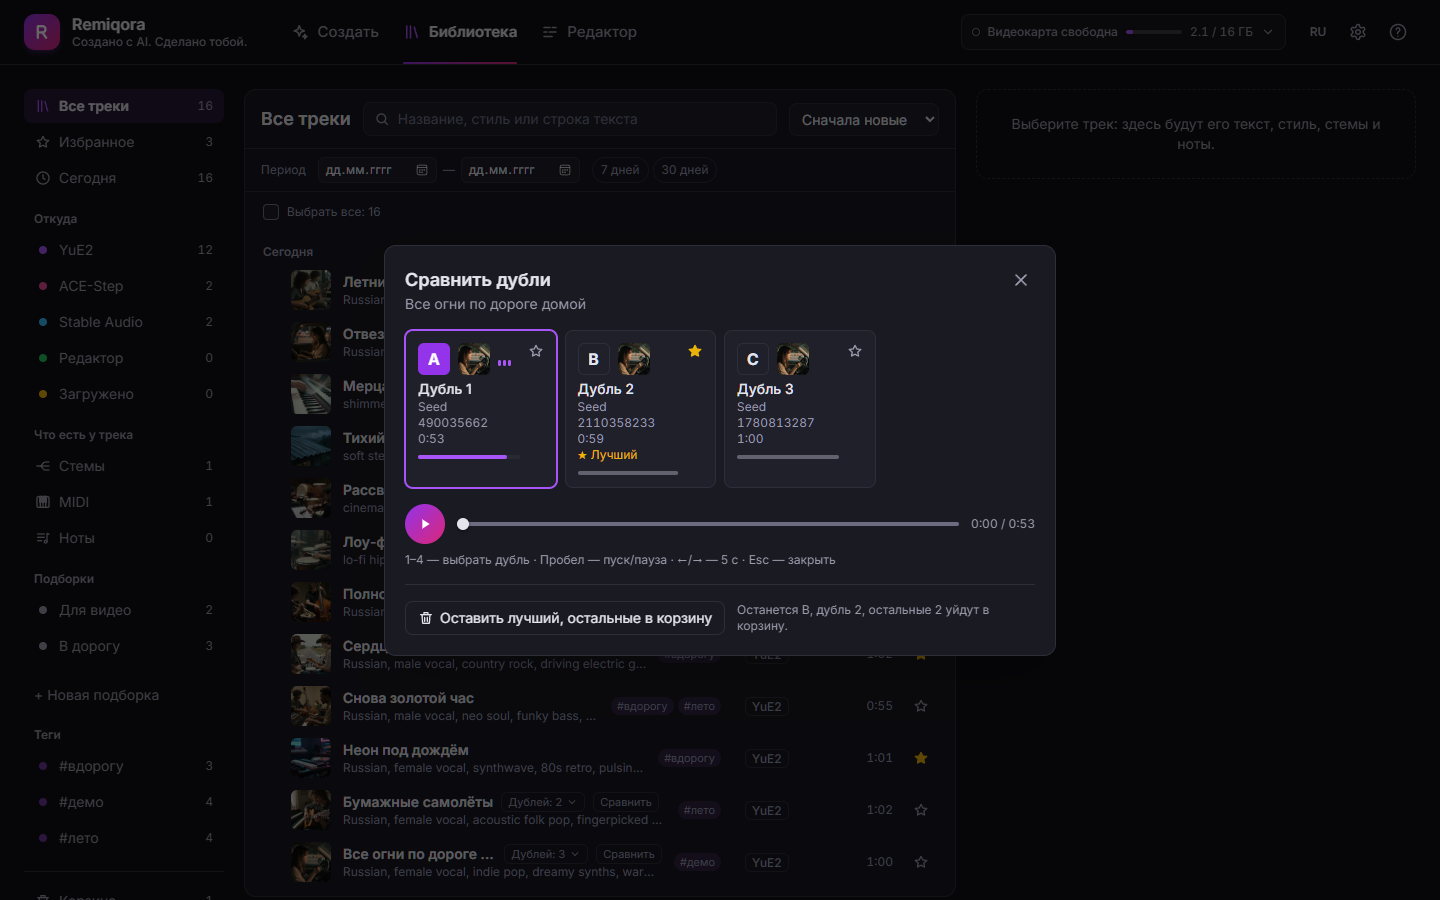 R
Remiqora
Создано с AI. Сделано тобой.
Создать
Библиотека
Редактор
Видеокарта свободна
2.1 / 16 ГБ
RU
Все треки 16
Избранное 3
Сегодня 16
Откуда
YuE2 12
ACE-Step 2
Stable Audio 2
Редактор 0
Загружено 0
Что есть у трека
Стемы 1
MIDI 1
Ноты 0
Подборки
Для видео 2
В дорогу 3
+ Новая подборка
Теги
#вдорогу 3
#демо 4
#лето 4
Все треки
Название, стиль или строка текста
Сначала новые
Период дд.мм.гггг — дд.мм.гггг 7 дней 30 дней
Выбрать все: 16
Сегодня
Выберите трек: здесь будут его текст, стиль, стемы и
ноты.
Сравнить дубли
Все огни по дороге домой
A
Дубль 1
Seed
490035662
0:53
B
Дубль 2
Seed
2110358233
0:59
★ Лучший
C
Дубль 3
Seed
1780813287
1:00
0:00 / 0:53
1–4 — выбрать дубль · Пробел — пуск/пауза · ←/→ — 5 с · Esc — закрыть
Оставить лучший, остальные в корзину
Останется B, дубль 2, остальные 2 уйдут в
корзину.
Russian, male vocal, country rock, driving electric g...
Снова золотой час
Russian, male vocal, neo soul, funky bass, ...
#вдорогу #лето YuE2 0:55
Неон под дождём
Russian, female vocal, synthwave, 80s retro, pulsin...
#вдорогу YuE2 1:01
Бумажные самолёты Дублей: 2 Сравнить
Russian, female vocal, acoustic folk pop, fingerpicked ...
#лето YuE2 1:02
Все огни по дороге ... Дублей: 3 Сравнить
Russian, female vocal, indie pop, dreamy synths, war...
#демо YuE2 1:00